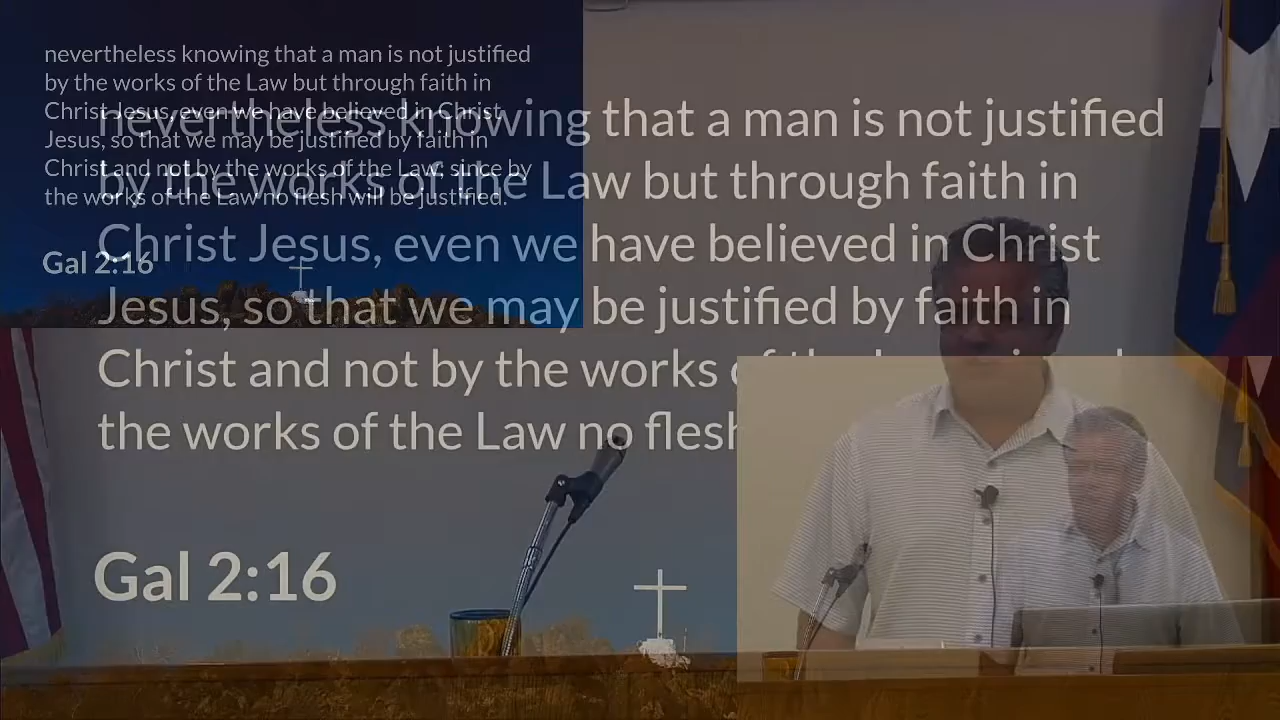 nevertheless knowing that a man is not justified
by the works of the Law but through faith in
Christ Jesus, even we have believed in Christ
Jesus, so that we may be justified by faith in
Christ and not by the works of the Law; since by
the works of the Law no flesh will be justified.
Gal 2:16
nevertheless knowing that a man is not justified
by the works of the Law but through faith in
Christ Jesus, even we have believed in Christ
Jesus, so that we may be justified by faith in
Christ and not by the works
the works of the Law no flesh
Gal 2:16